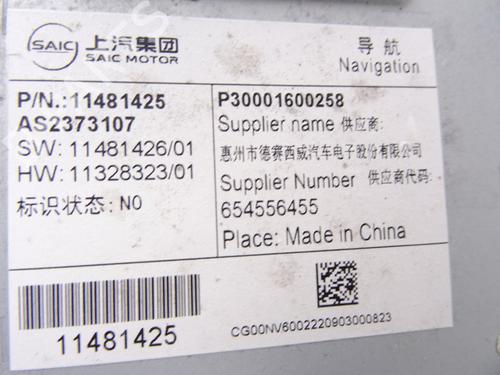 SAIC 上汽集团
SAIC MOTOR
导航
Navigation
P/N.:11481425
AS2373107
SW: 11481426/01
HW: 11328323/01
标识状态: N0
P30001600258
Supplier name 供应商:
惠州市德赛西威汽车电子股份有限公司
Supplier Number 供应商代码:
654556455
Place: Made in China
11481425
CG00NV6002220903000823